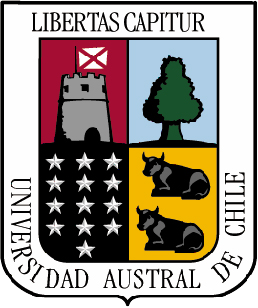 LIBERTAS CAPITUR
UNIVERSIDAD AUSTRAL DE CHILE